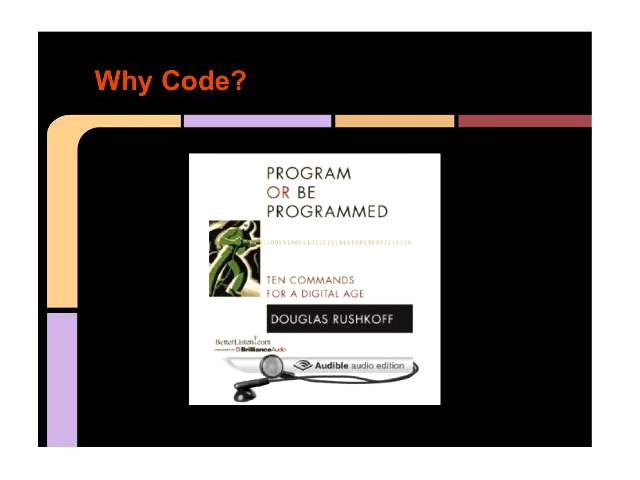 Why Code?
PROGRAM
OR BE
PROGRAMMED
TEN COMMANDS
FOR A DIGITAL AGE
DOUGLAS RUSHKOFF
BetterListen!.com
BrillianceAudio
Audible audio edition